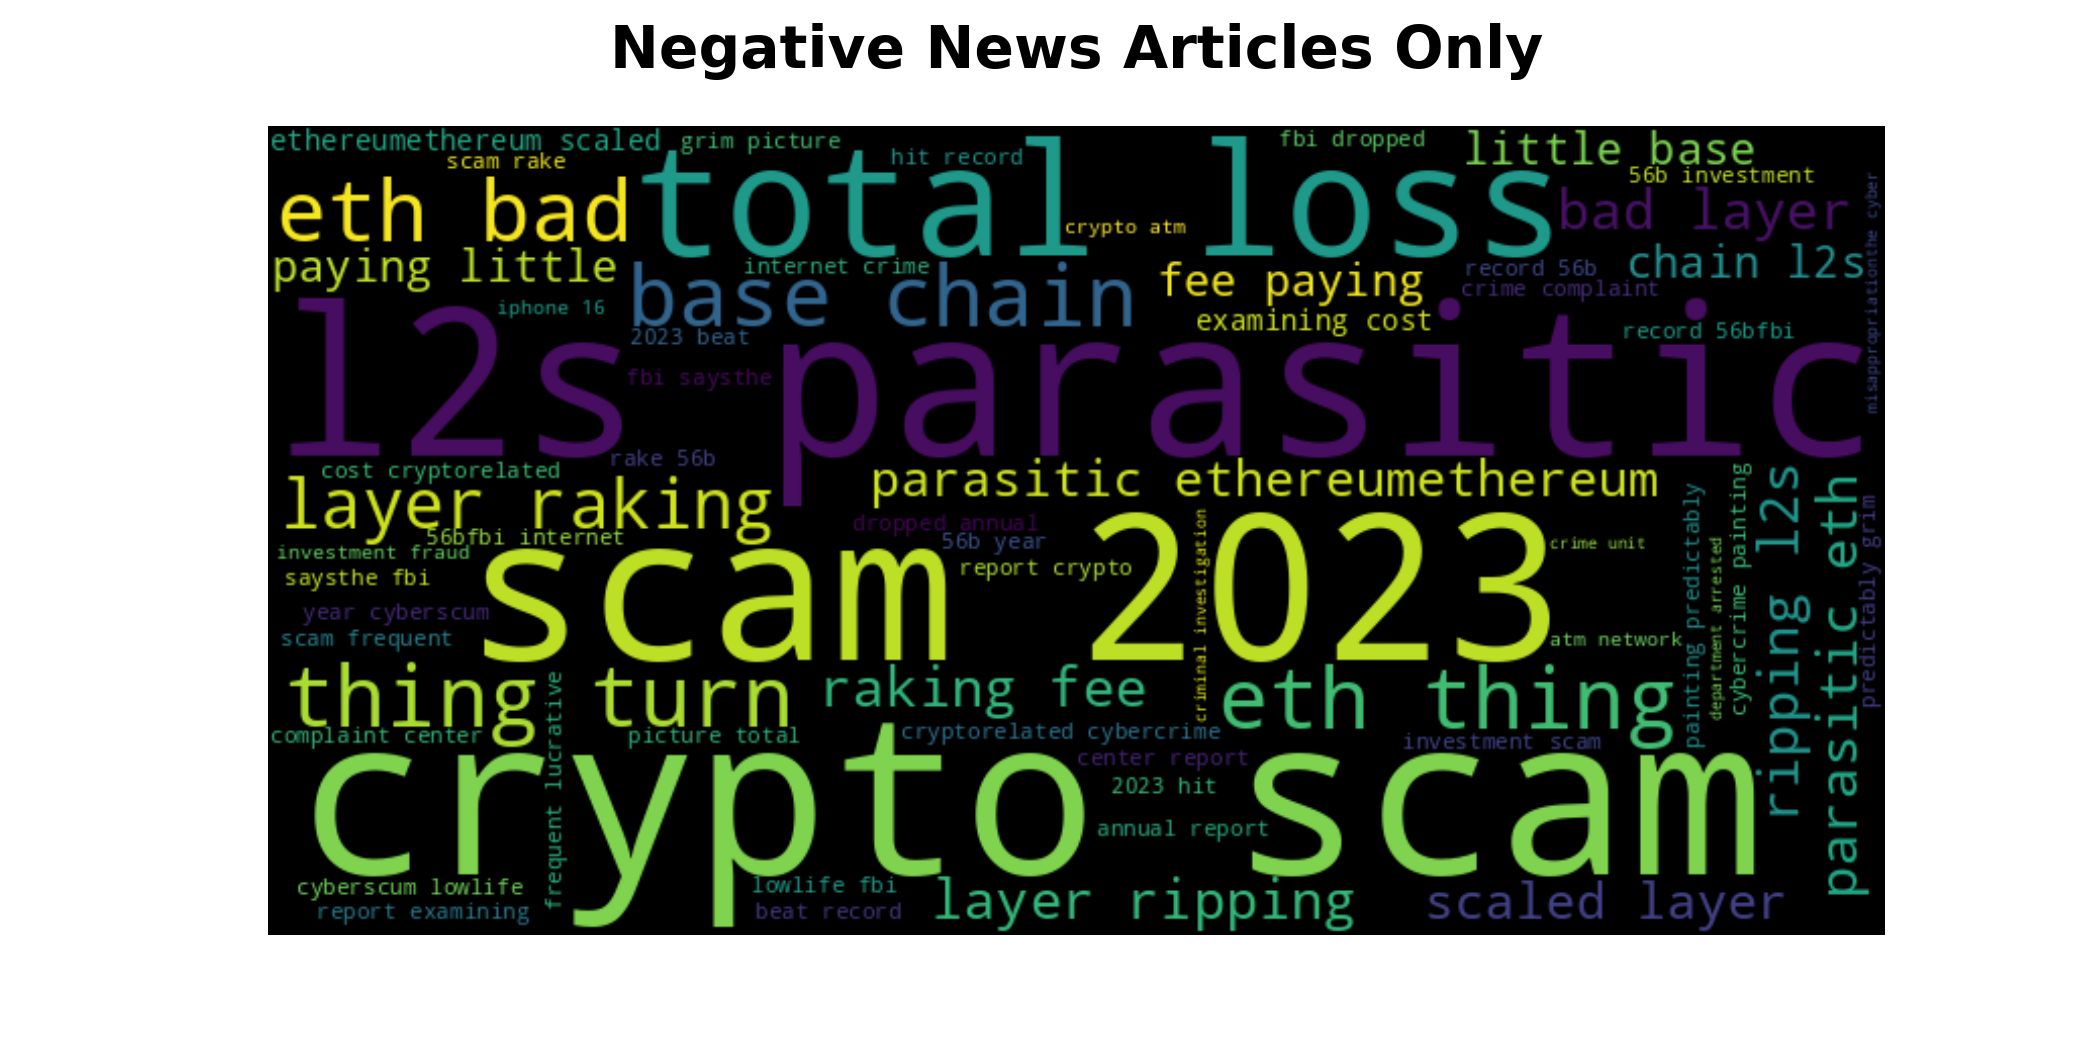 Negative News Articles Only
ethereumethereum scaled
grim picture
hit record
fbi dropped
little base
scam rake
56b investment
eth bad
total loss
crypto atm
bad layer
misappropriationthe cyber
paying little
internet crime
base chain
fee paying
record 56b
chain l2s
crime complaint
iphone 16
examining cost
2023 beat
record 56bfbi
l2s parasitic
fbi saysthe
rake 56b
cost cryptorelated
parasitic ethereumethereum
layer raking
dropped annual
56bfbi internet
56b year
investment fraud
report crypto
saysthe fbi
scam 2023
crime unit
criminal investigation
painting predictably
department arrested
cybercrime painting
ripping l2s
parasitic eth
predictably grim
year cyberscum
scam frequent
atm network
thing turn
raking fee
eth thing
frequent lucrative
complaint center
picture total
cryptorelated cybercrime
investment scam
center report
2023 hit
crypto scam
annual report
cyberscum lowlife
lowlife fbi
layer ripping
scaled layer
report examining
beat record